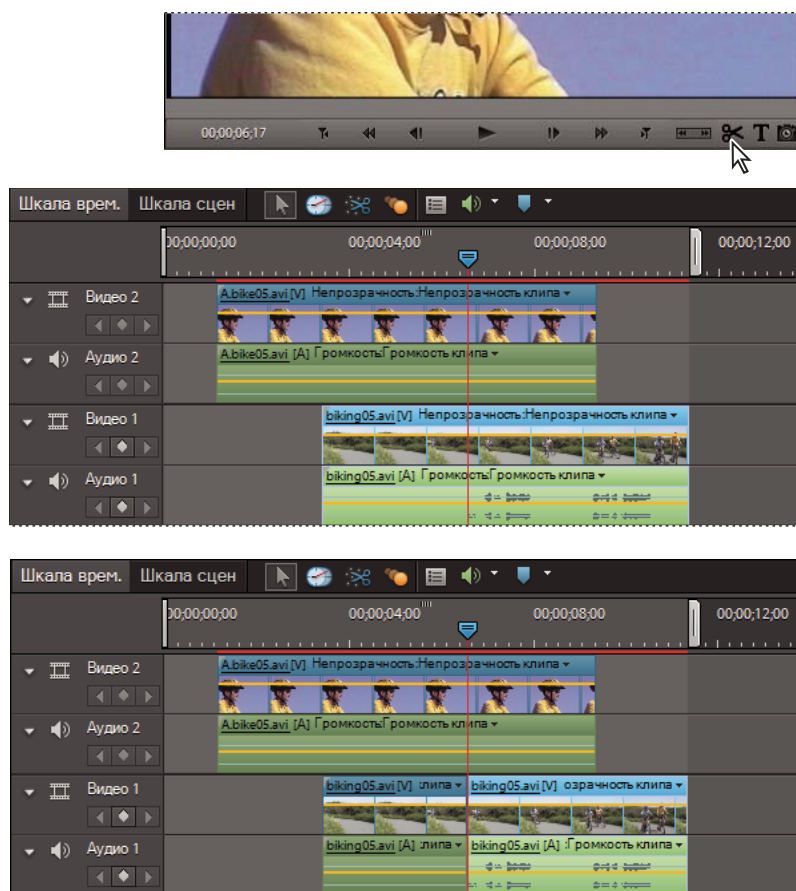 00;00;06;17 T
Шкала врем. Шкала сцен
00;00;00;00 00;00;04;00 00;00;08;00 00;00;12;00
Видео 2 A.bike05.avi [V] Непрозрачность:Непрозрачность клипа
Аудио 2 A.bike05.avi [A] Громкость:Громкость клипа
Видео 1 biking05.avi [V] Непрозрачность:Непрозрачность клипа
Аудио 1 biking05.avi [A] Громкость:Громкость клипа
Шкала врем. Шкала сцен
00;00;00;00 00;00;04;00 00;00;08;00 00;00;12;00
Видео 2 A.bike05.avi [V] Непрозрачность:Непрозрачность клипа
Аудио 2 A.bike05.avi [A] Громкость:Громкость клипа
Видео 1 biking05.avi [V] :липа biking05.avi [V] озрачность клипа
Аудио 1 biking05.avi [A] :липа biking05.avi [A] :Громкость клипа